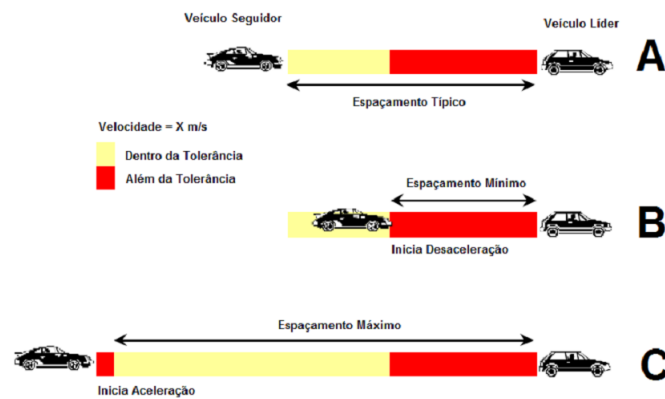 Veículo Seguidor
Veículo Líder
A
Espaçamento Típico
Velocidade = X m/s
Dentro da Tolerância
Além da Tolerância
Espaçamento Mínimo
B
Inicia Desaceleração
Espaçamento Máximo
C
Inicia Aceleração